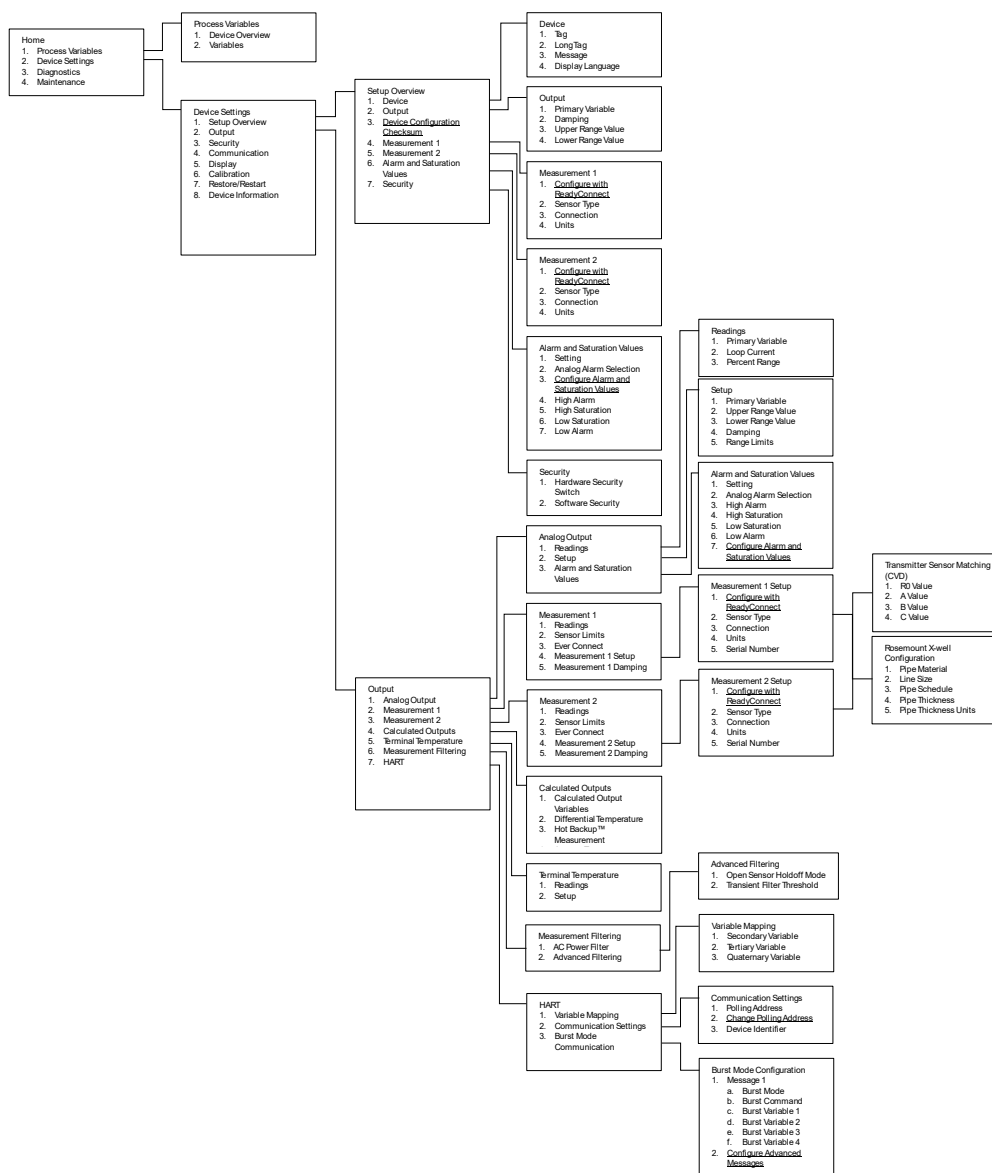 Home
1. Process Variables
2. Device Settings
3. Diagnostics
4. Maintenance
Process Variables
1. Device Overview
2. Variables
Device Settings
1. Setup Overview
2. Output
3. Security
4. Communication
5. Display
6. Calibration
7. Restore/Restart
8. Device Information
Setup Overview
1. Device
2. Output
3. Device Configuration
Checksum
4. Measurement 1
5. Measurement 2
6. Alarm and Saturation
Values
7. Security
Device
1. Tag
2. Long Tag
3. Message
4. Display Language
Output
1. Primary Variable
2. Damping
3. Upper Range Value
4. Lower Range Value
Measurement 1
1. Configure with
ReadyConnect
2. Sensor Type
3. Connection
4. Units
Measurement 2
1. Configure with
ReadyConnect
2. Sensor Type
3. Connection
4. Units
Alarm and Saturation Values
1. Setting
2. Analog Alarm Selection
3. Configure Alarm and
Saturation Values
4. High Alarm
5. High Saturation
6. Low Saturation
7. Low Alarm
Security
1. Hardware Security
Switch
2. Software Security
Output
1. Analog Output
2. Measurement 1
3. Measurement 2
4. Calculated Outputs
5. Terminal Temperature
6. Measurement Filtering
7. HART
Analog Output
1. Readings
2. Setup
3. Alarm and Saturation
Values
Measurement 1
1. Readings
2. Sensor Limits
3. Ever Connect
4. Measurement 1 Setup
5. Measurement 1 Damping
Measurement 2
1. Readings
2. Sensor Limits
3. Ever Connect
4. Measurement 2 Setup
5. Measurement 2 Damping
Calculated Outputs
1. Calculated Output
Variables
2. Differential Temperature
3. Hot Backup™
Measurement
Terminal Temperature
1. Readings
2. Setup
Measurement Filtering
1. AC Power Filter
2. Advanced Filtering
HART
1. Variable Mapping
2. Communication Settings
3. Burst Mode
Communication
Readings
1. Primary Variable
2. Loop Current
3. Percent Range
Setup
1. Primary Variable
2. Upper Range Value
3. Lower Range Value
4. Damping
5. Range Limits
Alarm and Saturation Values
1. Setting
2. Analog Alarm Selection
3. High Alarm
4. High Saturation
5. Low Saturation
6. Low Alarm
7. Configure Alarm and
Saturation Values
Measurement 1 Setup
1. Configure with
ReadyConnect
2. Sensor Type
3. Connection
4. Units
5. Serial Number
Measurement 2 Setup
1. Configure with
ReadyConnect
2. Sensor Type
3. Connection
4. Units
5. Serial Number
Advanced Filtering
1. Open Sensor Holdoff Mode
2. Transient Filter Threshold
Variable Mapping
1. Secondary Variable
2. Tertiary Variable
3. Quaternary Variable
Communication Settings
1. Polling Address
2. Change Polling Address
3. Device Identifier
Burst Mode Configuration
1. Message 1
a. Burst Mode
b. Burst Command
c. Burst Variable 1
d. Burst Variable 2
e. Burst Variable 3
f. Burst Variable 4
2. Configure Advanced
Messages
Transmitter Sensor Matching
(CVD)
1. R0 Value
2. A Value
3. B Value
4. C Value
Rosemount X-well
Configuration
1. Pipe Material
2. Line Size
3. Pipe Schedule
4. Pipe Thickness
5. Pipe Thickness Units